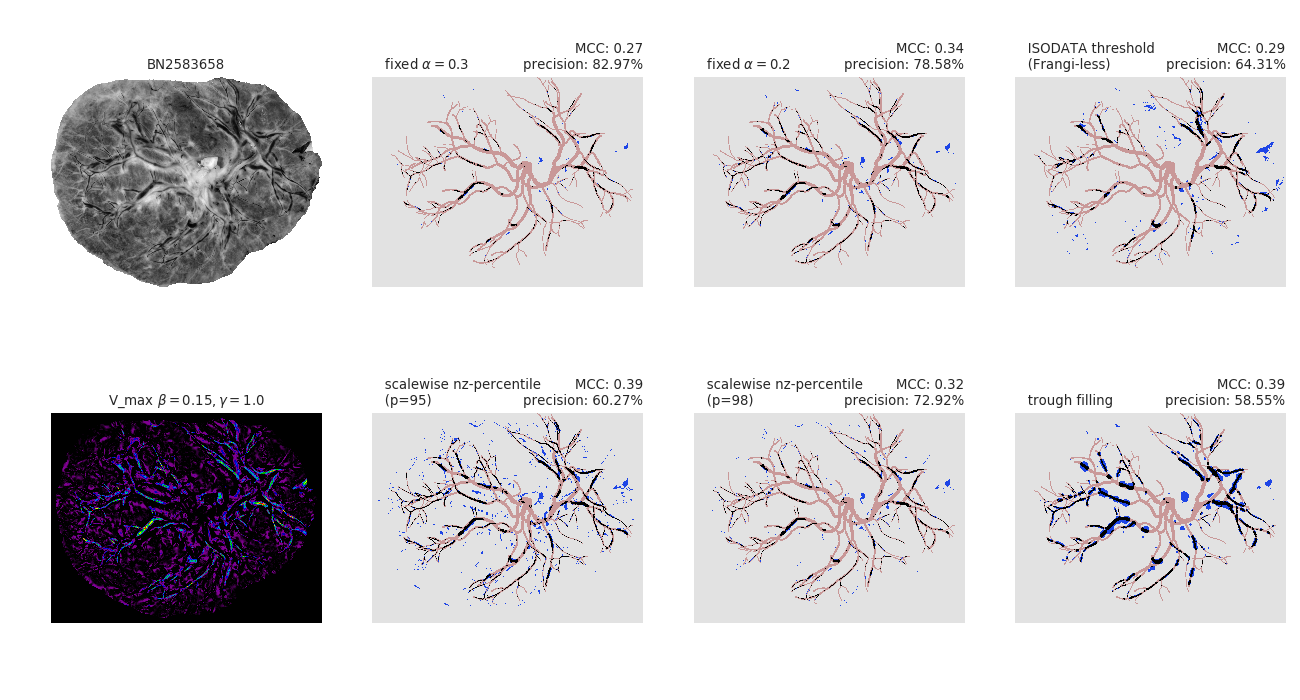 BN2583658
MCC: 0.27
fixed α = 0.3 precision: 82.97%
MCC: 0.34
fixed α = 0.2 precision: 78.58%
ISODATA threshold MCC: 0.29
(Frangi-less) precision: 64.31%
V_max β = 0.15, γ = 1.0
scalewise nz-percentile MCC: 0.39
(p=95) precision: 60.27%
scalewise nz-percentile MCC: 0.32
(p=98) precision: 72.92%
MCC: 0.39
trough filling precision: 58.55%